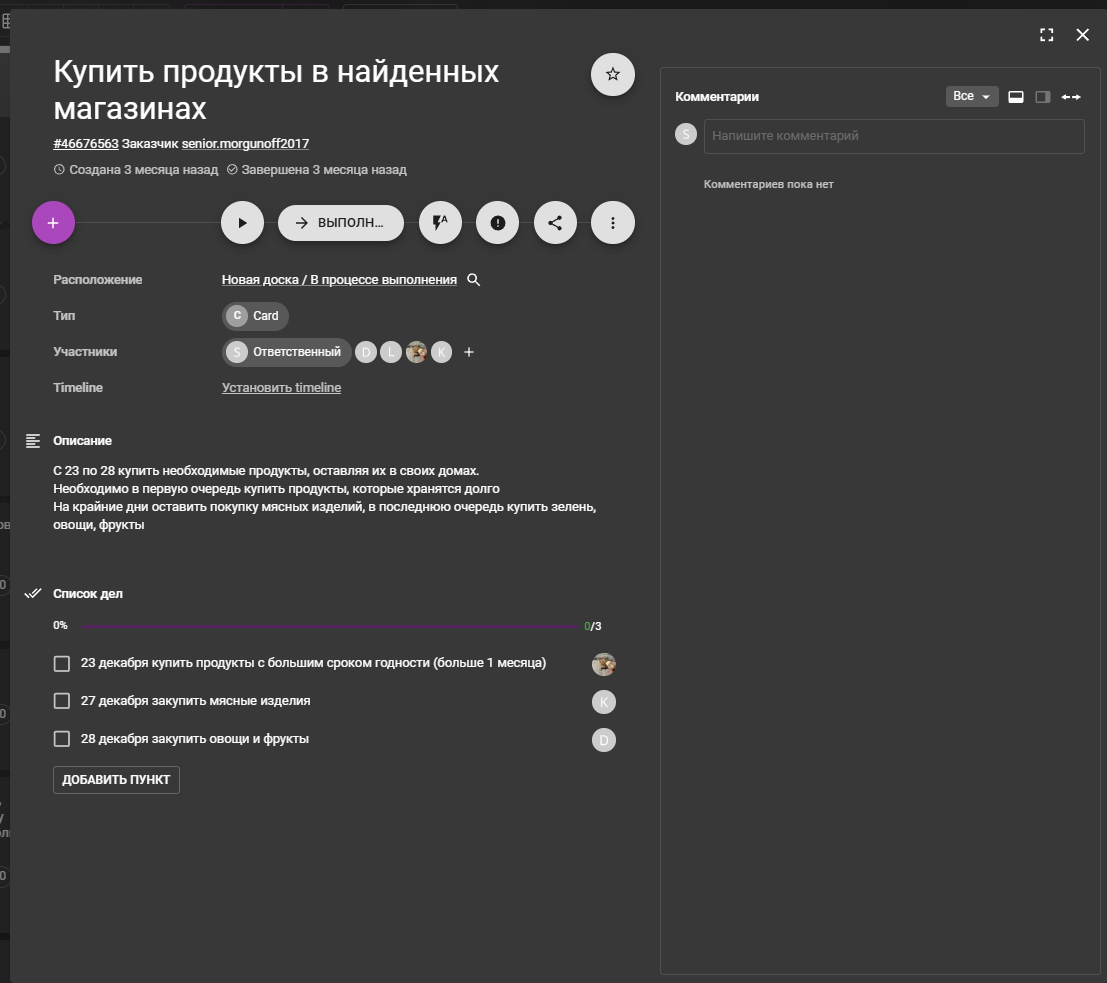 Купить продукты в найденных
магазинах
#46676563 Заказчик senior.morgunoff2017
Создана 3 месяца назад Завершена 3 месяца назад
ВЫПОЛН...
Расположение Новая доска / В процессе выполнения
Тип C Card
Участники S Ответственный D L K
Timeline Установить timeline
Описание
С 23 по 28 купить необходимые продукты, оставляя их в своих домах.
Необходимо в первую очередь купить продукты, которые хранятся долго
На крайние дни оставить покупку мясных изделий, в последнюю очередь купить зелень,
овощи, фрукты
Список дел
0% 0/3
23 декабря купить продукты с большим сроком годности (больше 1 месяца)
27 декабря закупить мясные изделия K
28 декабря закупить овощи и фрукты D
ДОБАВИТЬ ПУНКТ
Комментарии Все
S Напишите комментарий
Комментариев пока нет